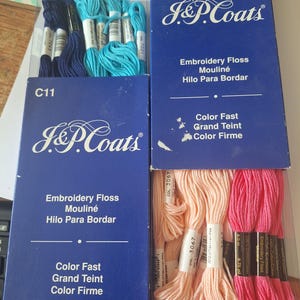 J.&P. Coats
Embroidery Floss
Mouliné
Hilo Para Bordar
Color Fast
Grand Teint
Color Firme
C11
J.&P. Coats®
Embroidery Floss
Mouliné
Hilo Para Bordar
Color Fast
Grand Teint
Color Firme
3067